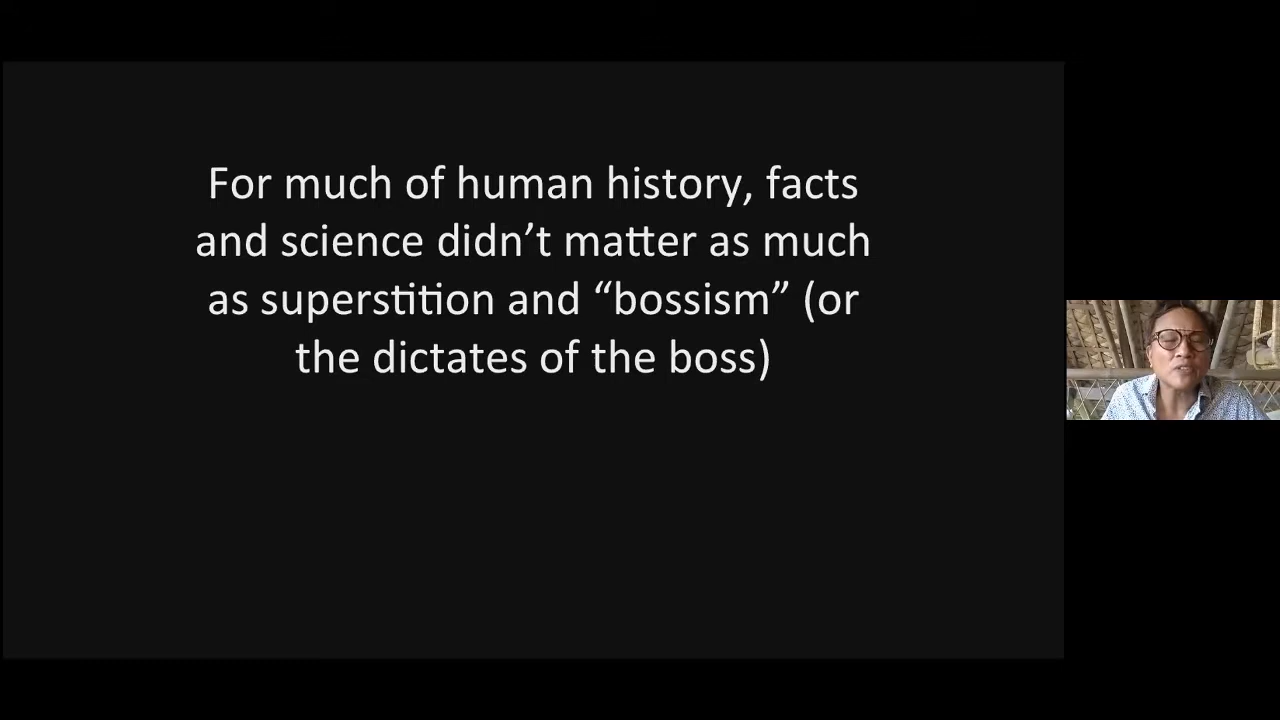 For much of human history, facts
and science didn’t matter as much
as superstition and “bossism” (or
the dictates of the boss)